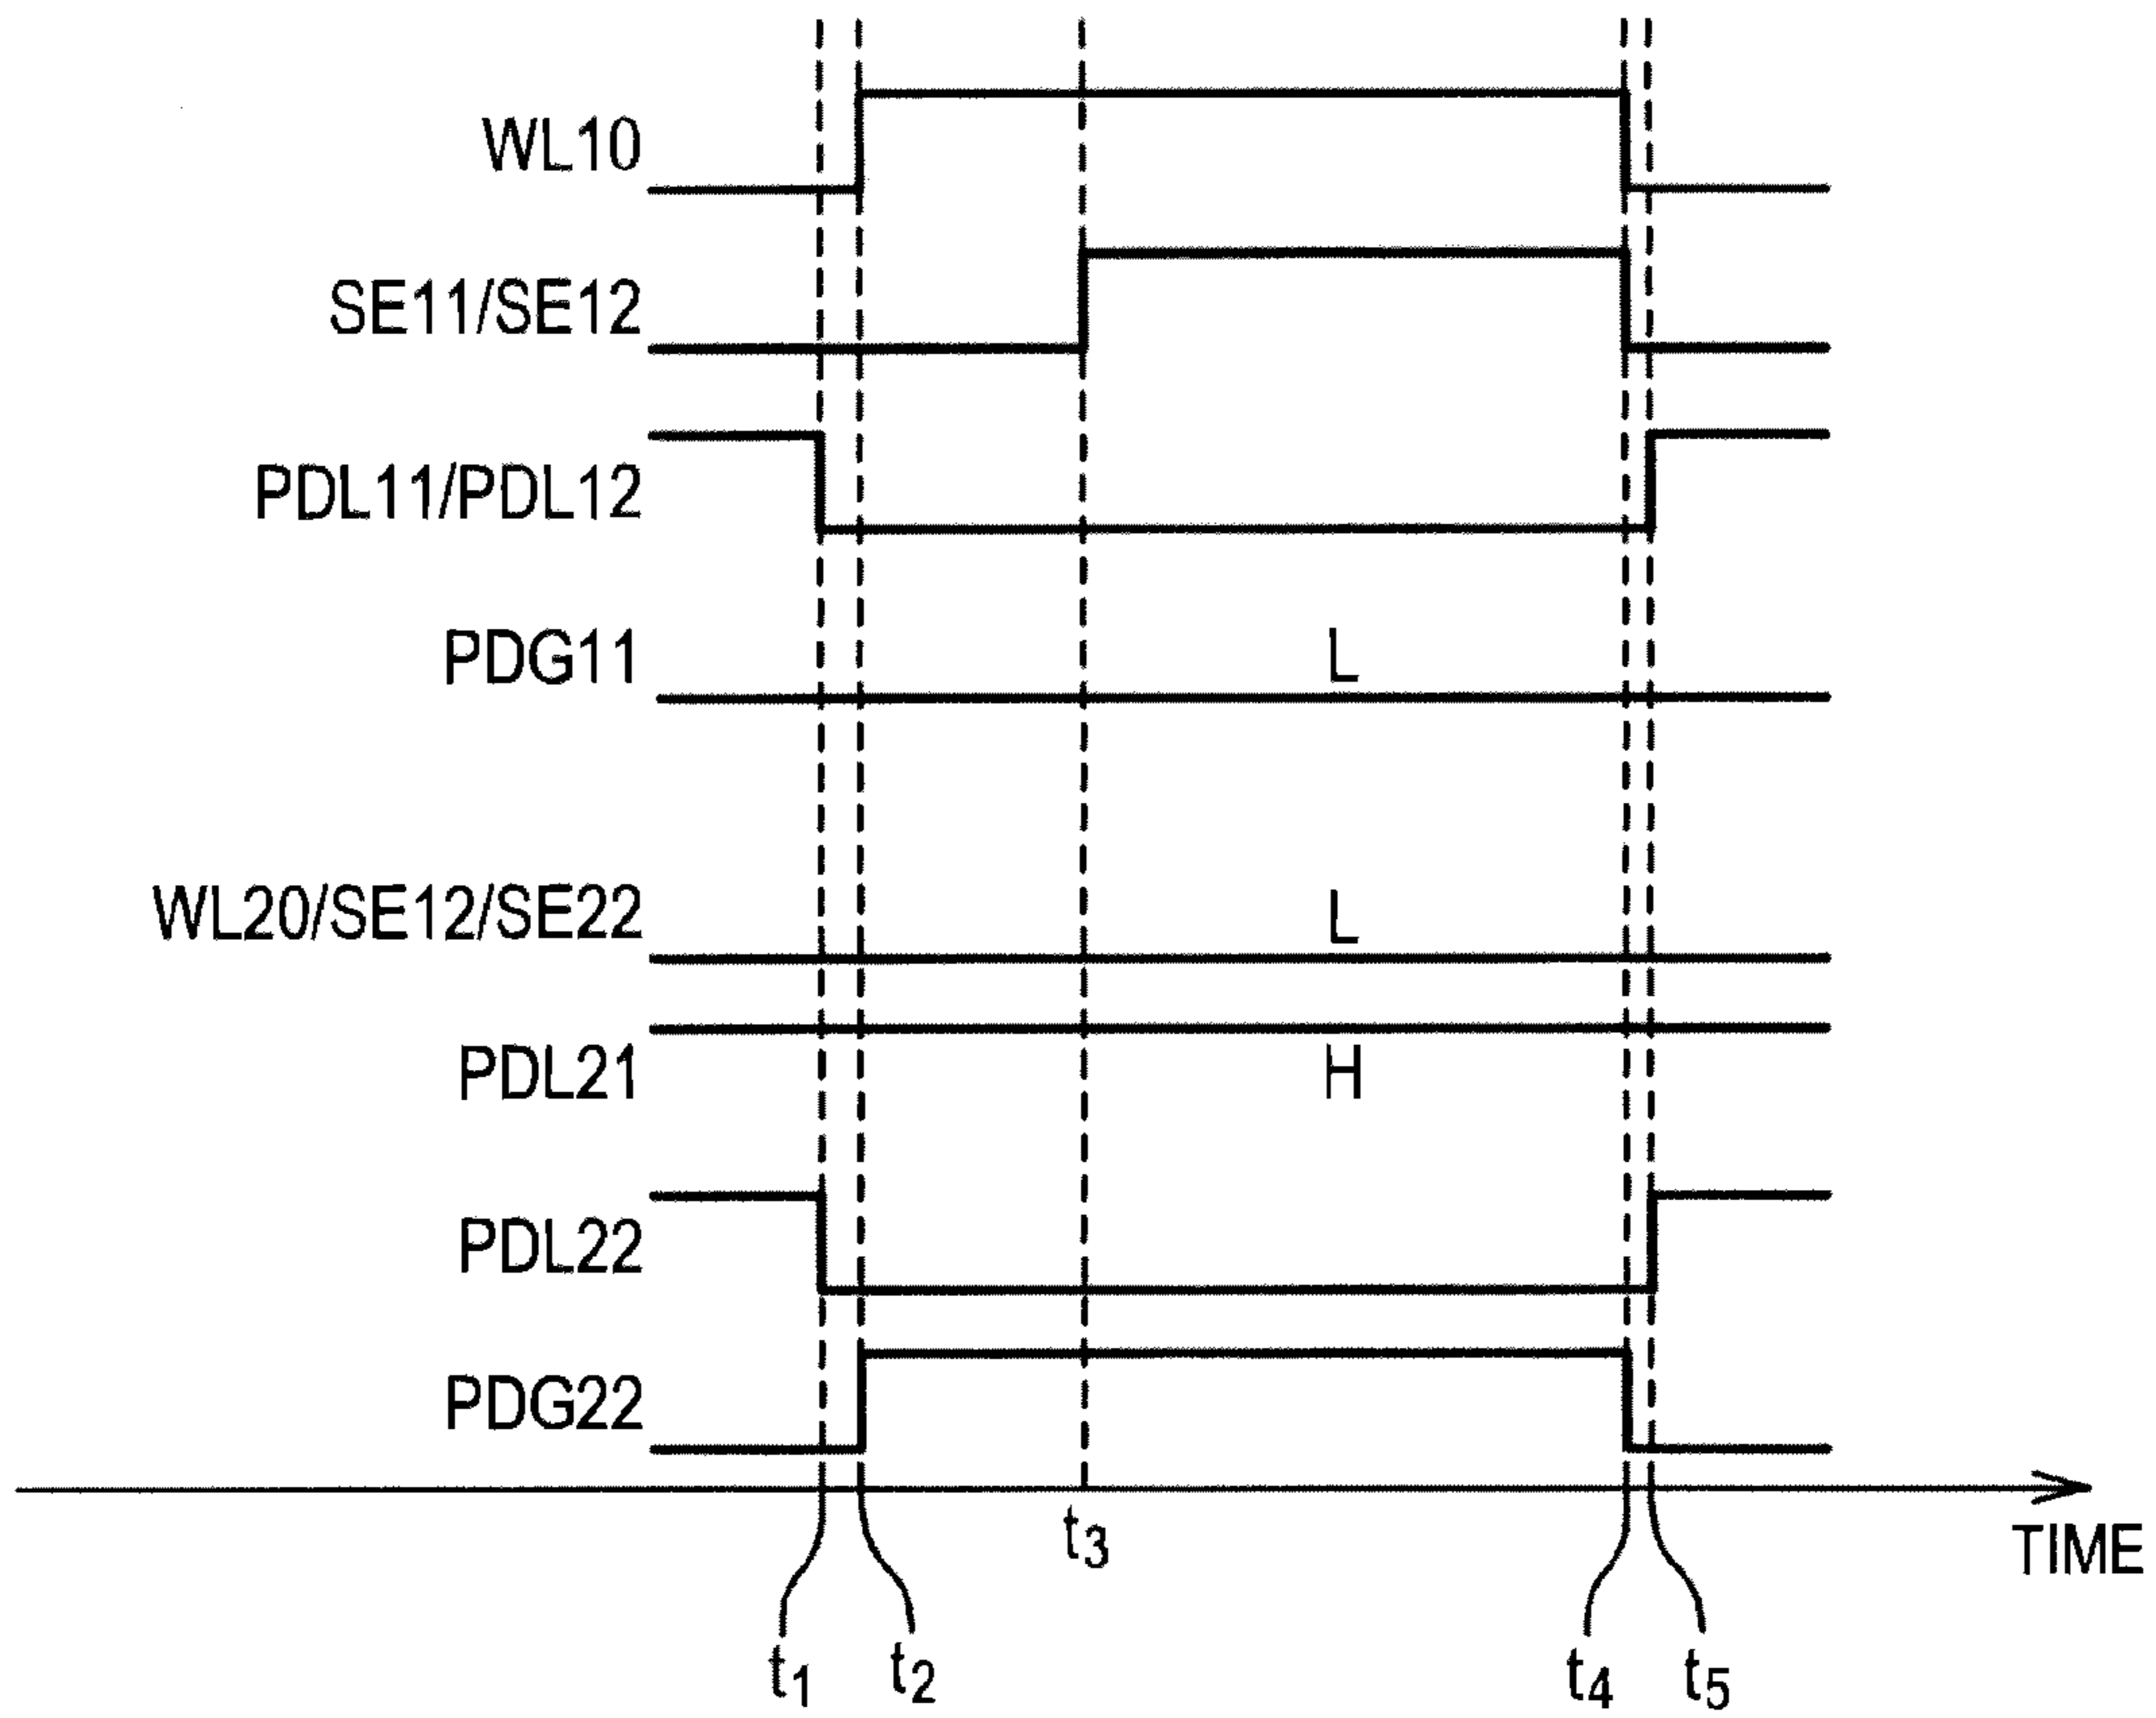 WL10
SE11/SE12
PDL11/PDL12
PDG11
L
WL20/SE12/SE22
L
PDL21
H
PDL22
PDG22
t3
TIME
t1
t2
t4
t5